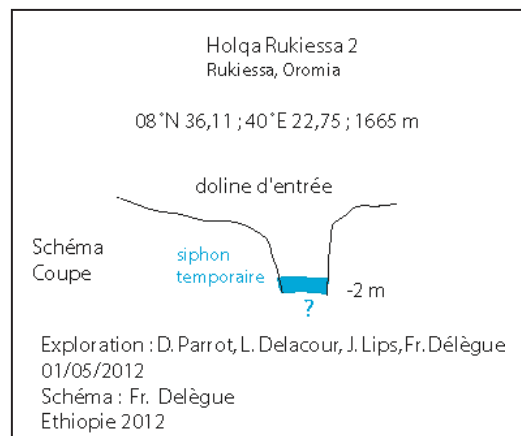 Holqa Rukiessa 2
Rukiessa, Oromia
08°N 36,11 ; 40°E 22,75 ; 1665 m
doline d'entrée
Schéma
Coupe
siphon
temporaire
-2 m
?
Exploration : D. Parrot, L. Delacour, J. Lips, Fr. Délègue
01/05/2012
Schéma : Fr. Delègue
Ethiopie 2012